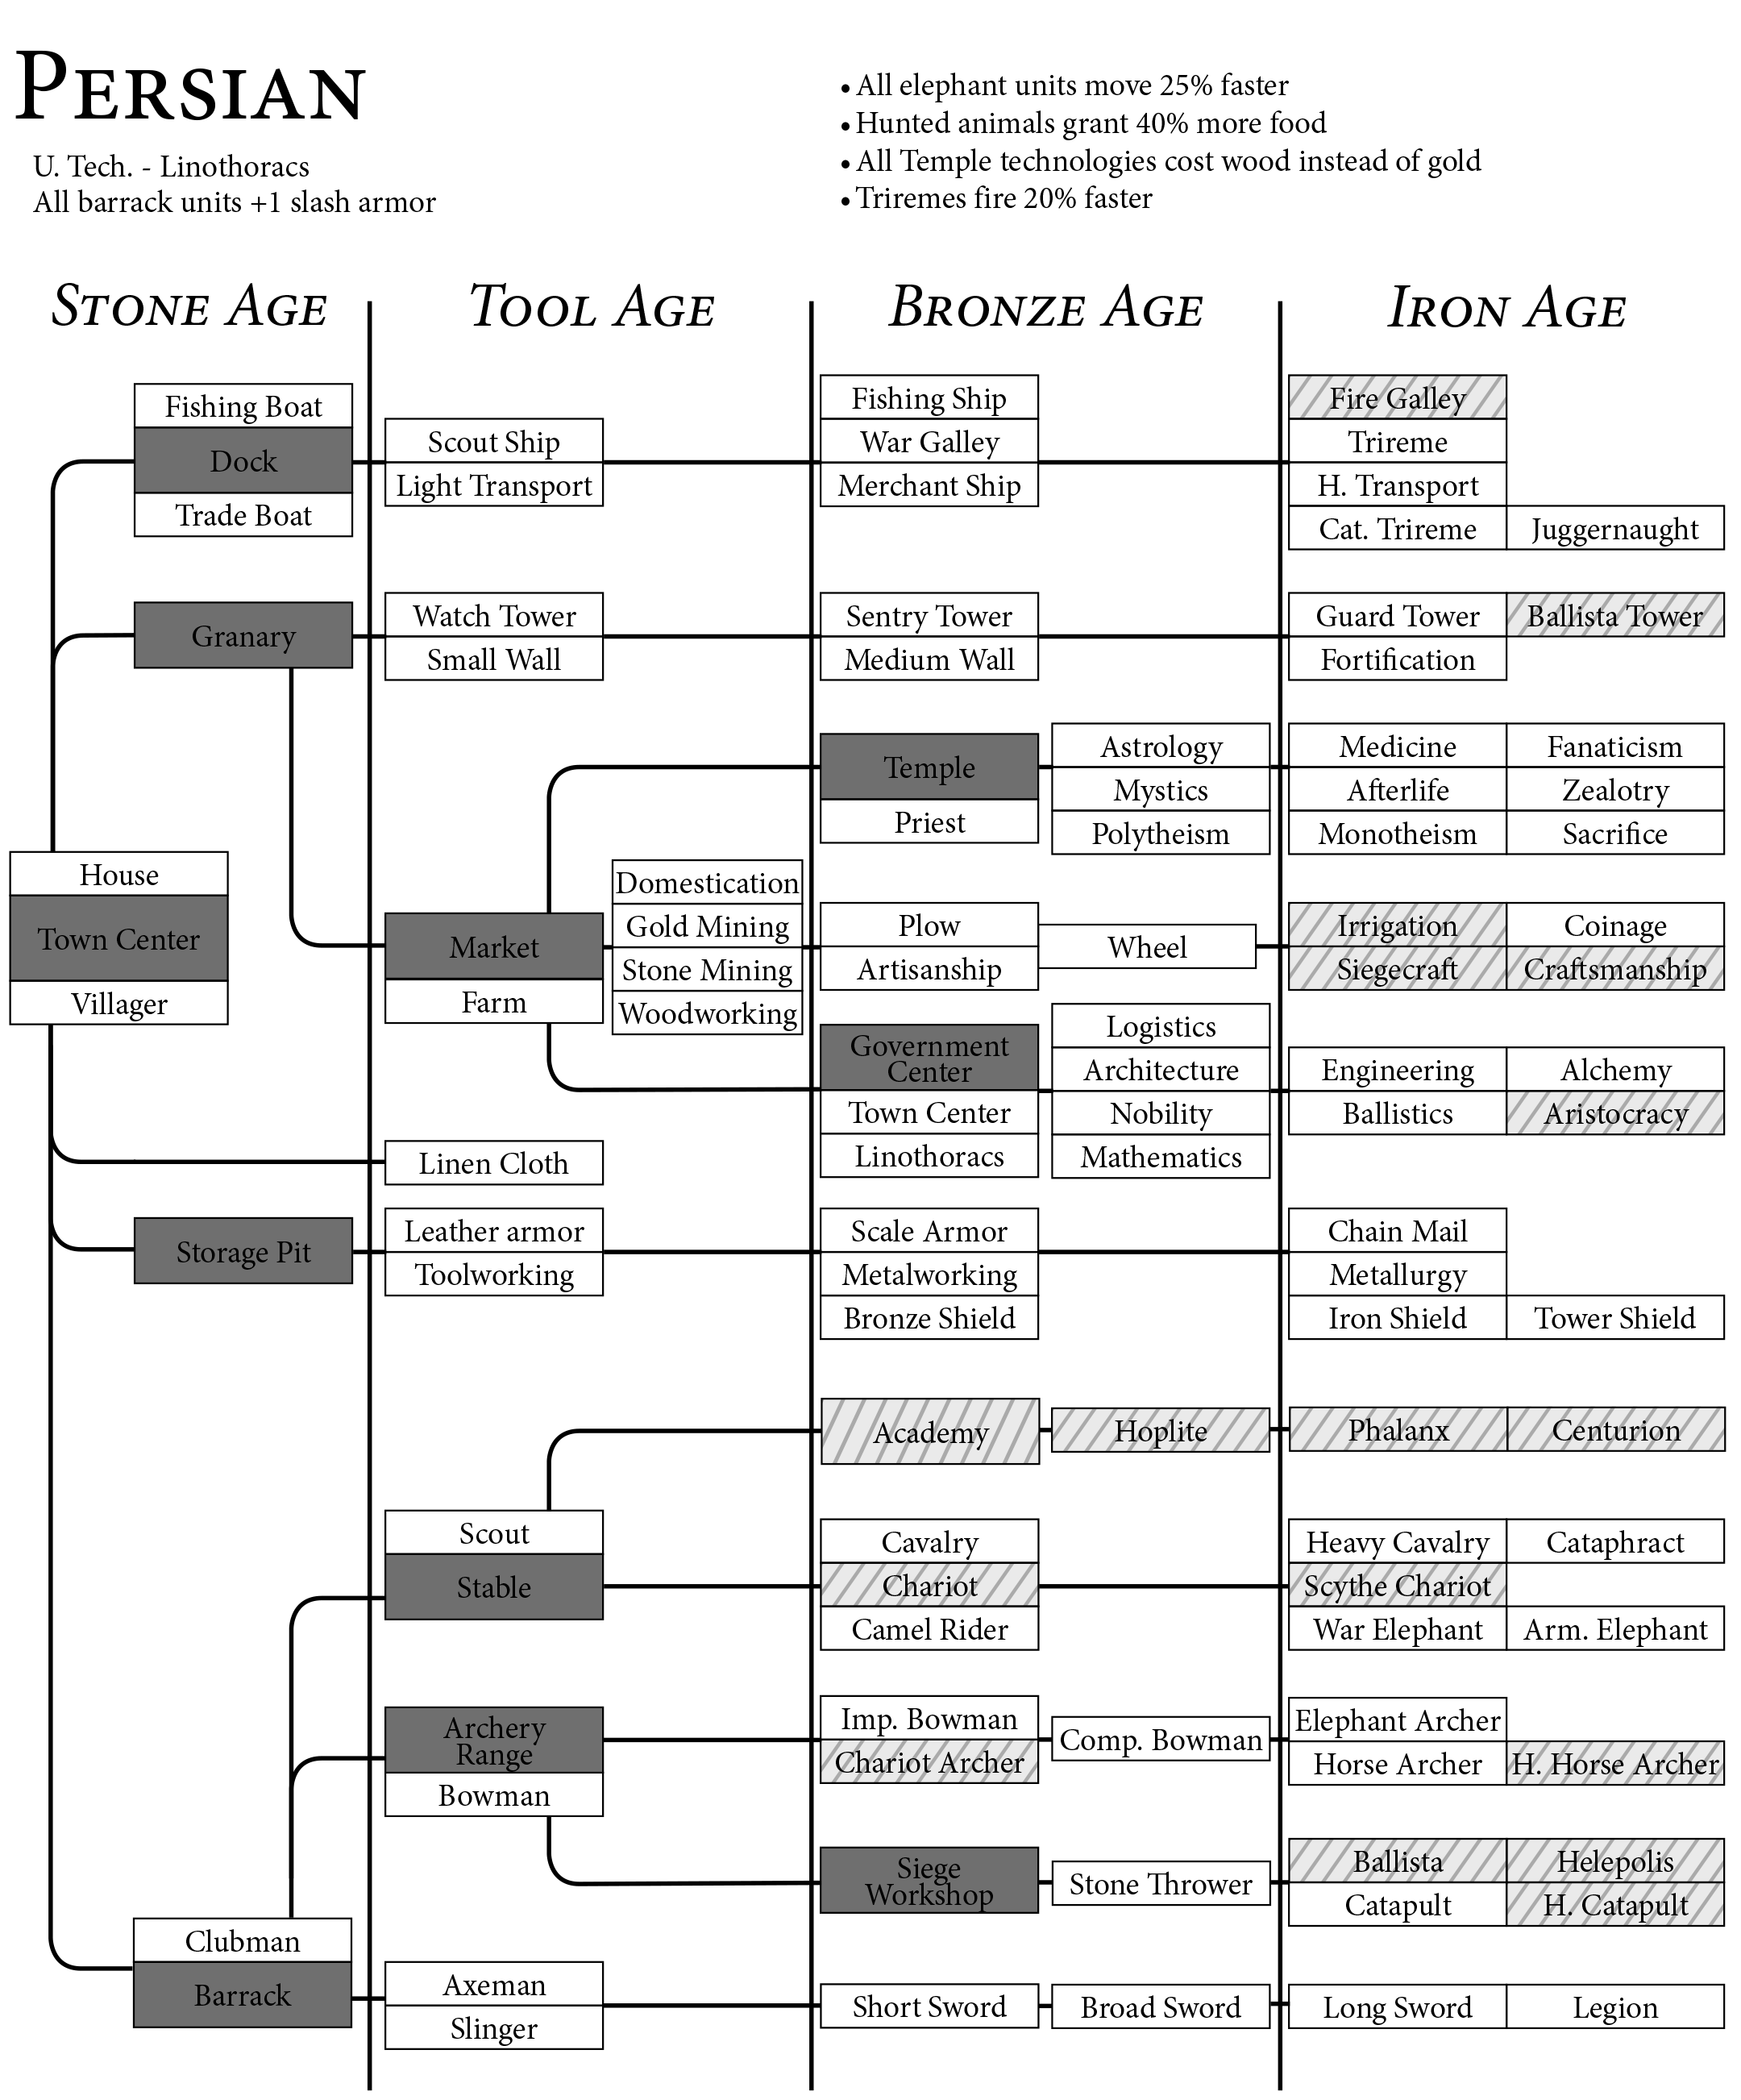 PERSIAN
U. Tech. - Linothoracs
All barrack units +1 slash armor
• All elephant units move 25% faster
• Hunted animals grant 40% more food
• All Temple technologies cost wood instead of gold
• Triremes fire 20% faster
STONE AGE
TOOL AGE
BRONZE AGE
IRON AGE
Fishing Boat
Dock
Trade Boat
Scout Ship
Light Transport
Fishing Ship
War Galley
Merchant Ship
Fire Galley
Trireme
H. Transport
Cat. Trireme
Juggernaught
Granary
Watch Tower
Small Wall
Sentry Tower
Medium Wall
Guard Tower
Ballista Tower
Fortification
Temple
Priest
Astrology
Mystics
Polytheism
Medicine
Fanaticism
Afterlife
Zealotry
Monotheism
Sacrifice
House
Town Center
Villager
Market
Farm
Domestication
Gold Mining
Stone Mining
Woodworking
Plow
Artisanship
Wheel
Irrigation
Coinage
Siegecraft
Craftsmanship
Government
Center
Town Center
Linothoracs
Logistics
Architecture
Nobility
Mathematics
Engineering
Alchemy
Ballistics
Aristocracy
Linen Cloth
Storage Pit
Leather armor
Toolworking
Scale Armor
Metalworking
Bronze Shield
Chain Mail
Metallurgy
Iron Shield
Tower Shield
Academy
Hoplite
Phalanx
Centurion
Scout
Stable
Cavalry
Chariot
Camel Rider
Heavy Cavalry
Cataphract
Scythe Chariot
War Elephant
Arm. Elephant
Archery
Range
Bowman
Imp. Bowman
Chariot Archer
Comp. Bowman
Elephant Archer
Horse Archer
H. Horse Archer
Siege
Workshop
Stone Thrower
Ballista
Helepolis
Catapult
H. Catapult
Clubman
Barrack
Axeman
Slinger
Short Sword
Broad Sword
Long Sword
Legion